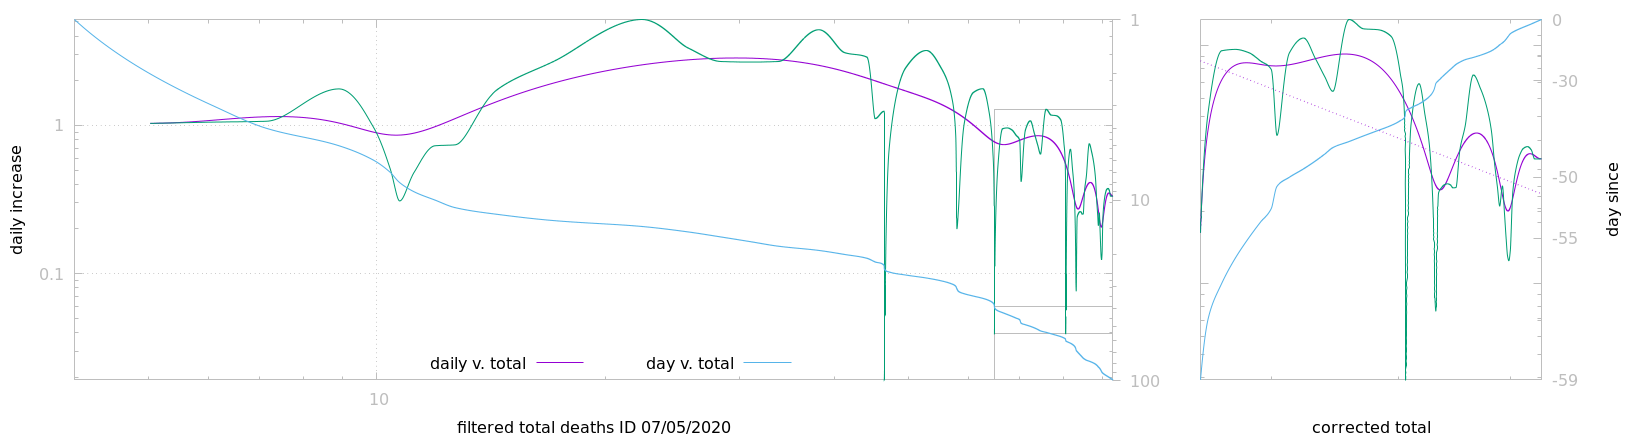 daily increase
1
0.1
10
daily v. total
day v. total
filtered total deaths ID 07/05/2020
1
10
100
corrected total
0
-30
-50
-55
-59
day since